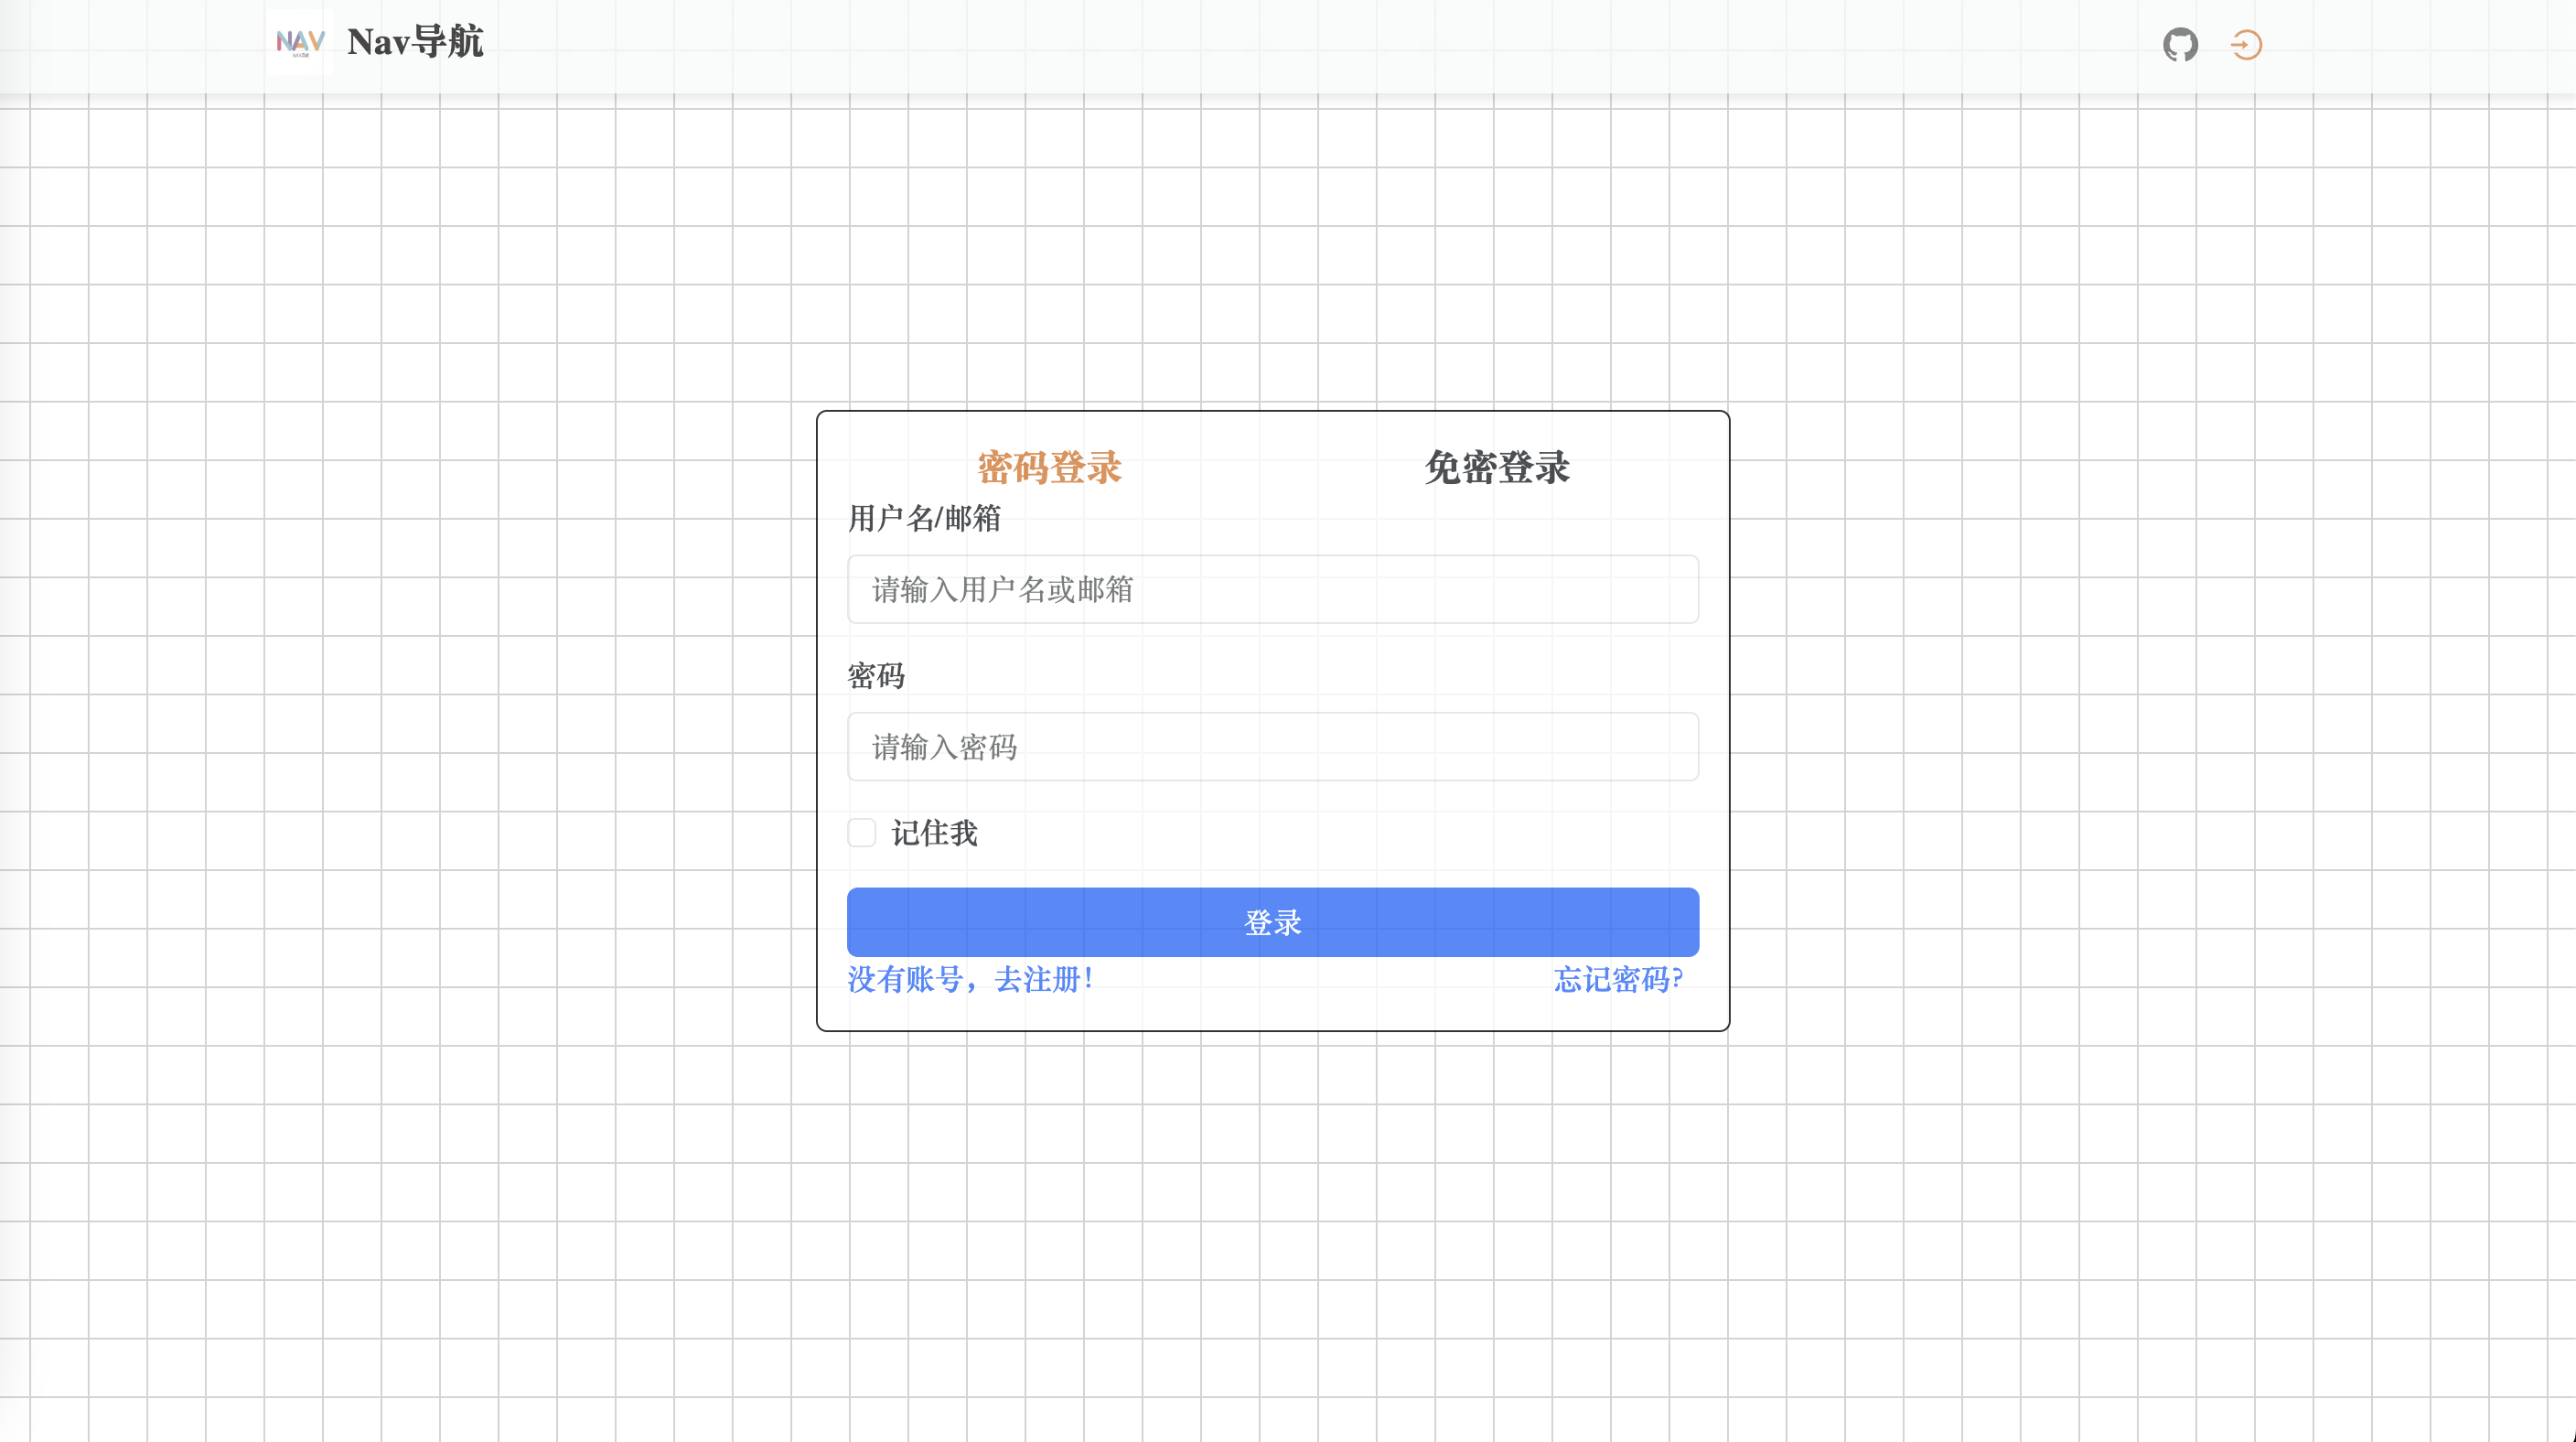 NAV
Nav导航
密码登录 免密登录
用户名/邮箱
请输入用户名或邮箱
密码
请输入密码
记住我
登录
没有账号，去注册！ 忘记密码?